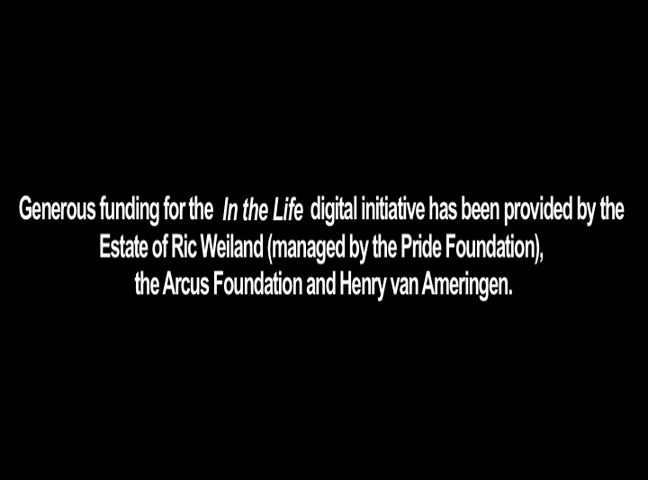 Generous funding for the In the Life digital initiative has been provided by the
Estate of Ric Weiland (managed by the Pride Foundation),
the Arcus Foundation and Henry van Ameringen.